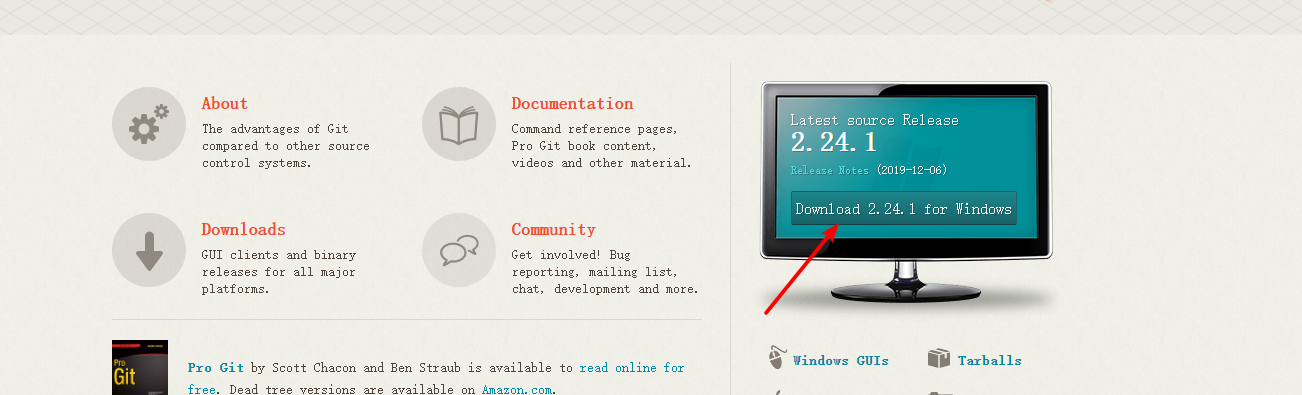 About
The advantages of Git
compared to other source
control systems.
Documentation
Command reference pages,
Pro Git book content,
videos and other material.
Downloads
GUI clients and binary
releases for all major
platforms.
Community
Get involved! Bug
reporting, mailing list,
chat, development and more.
Pro
Git
Pro Git by Scott Chacon and Ben Straub is available to read online for
free. Dead tree versions are available on Amazon.com.
Latest source Release
2.24.1
Release Notes (2019-12-06)
Download 2.24.1 for Windows
Windows GUIs
Tarballs